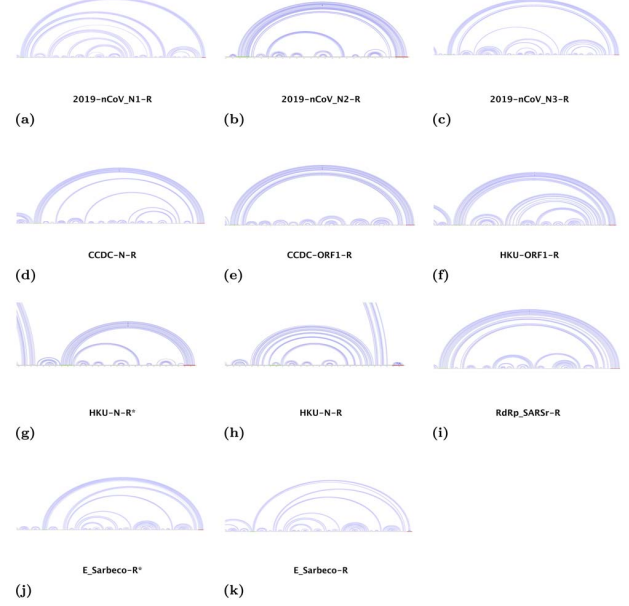 2019-nCoV_N1-R 2019-nCoV_N2-R 2019-nCoV_N3-R
(a) (b) (c)
CCDC-N-R CCDC-ORF1-R HKU-ORF1-R
(d) (e) (f)
HKU-N-R* HKU-N-R RdRp_SARSr-R
(g) (h) (i)
E_Sarbeco-R* E_Sarbeco-R
(j) (k)